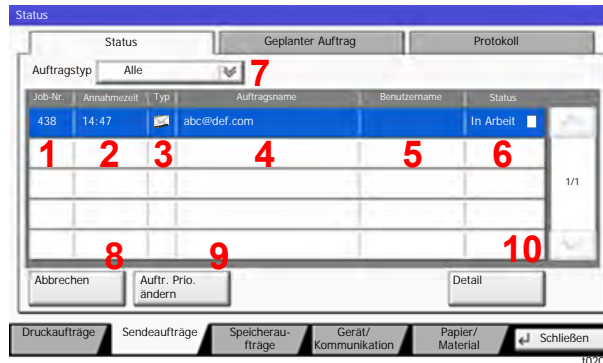 Status
Status Geplanter Auftrag Protokoll
Auftragstyp Alle 7
Job-Nr. Annahmezeit Typ Auftragsname Benutzername Status
438 14:47 abc@def.com In Arbeit
1 2 3 4 5 6
1/1
8 9 10
Abbrechen Auftr. Prio. ändern Detail
Druckaufträge Sendeaufträge Speicherau-
fträge Gerät/
Kommunikation Papier/
Material Schließen